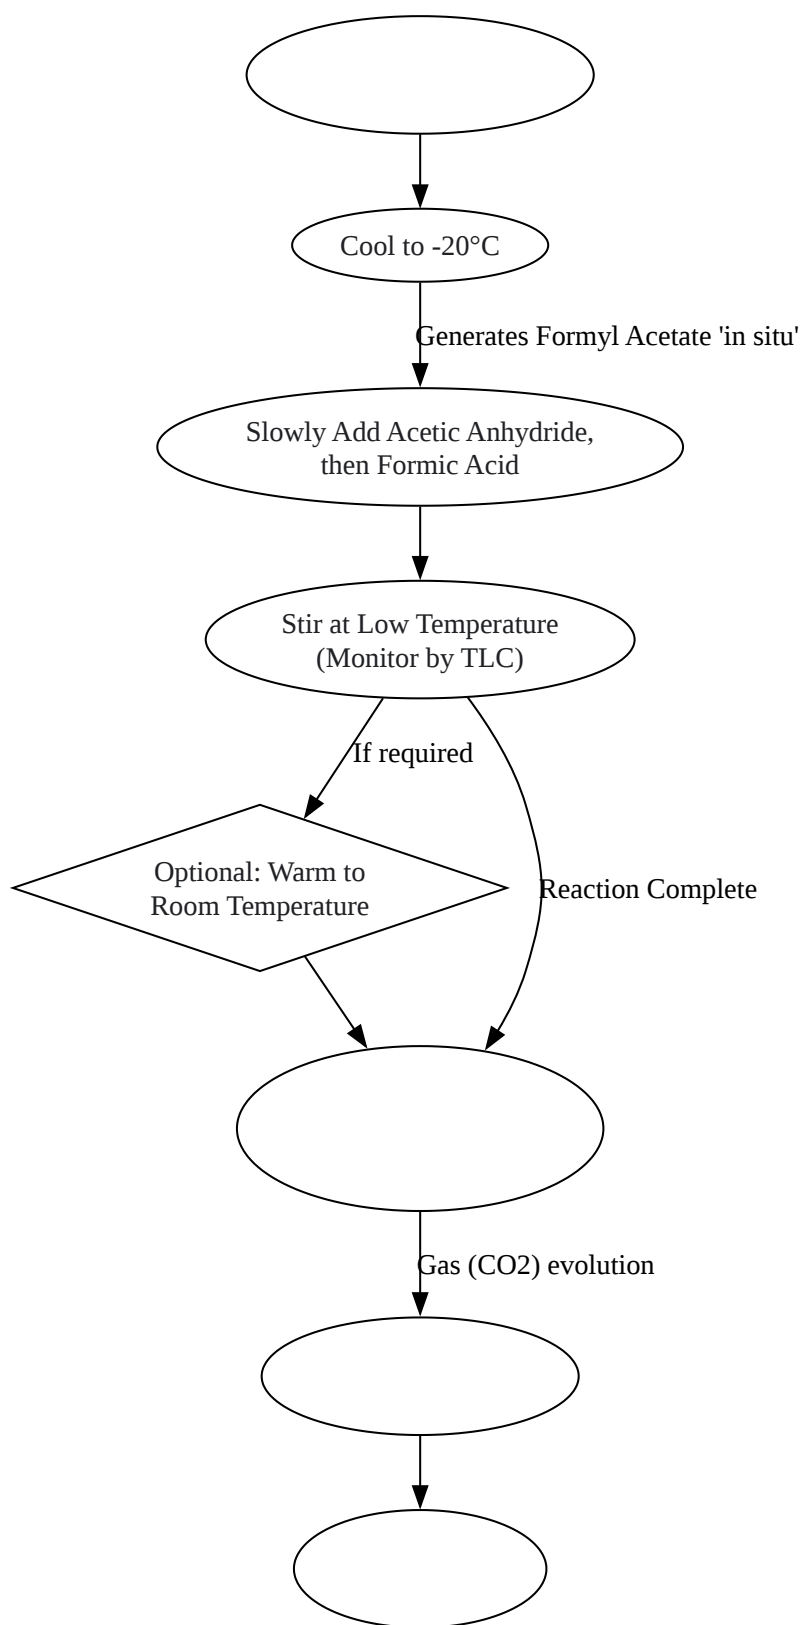 Cool to -20°C
Generates Formyl Acetate 'in situ'
Slowly Add Acetic Anhydride,
then Formic Acid
Stir at Low Temperature
(Monitor by TLC)
If required
Optional: Warm to
Room Temperature
Reaction Complete
Gas (CO2) evolution